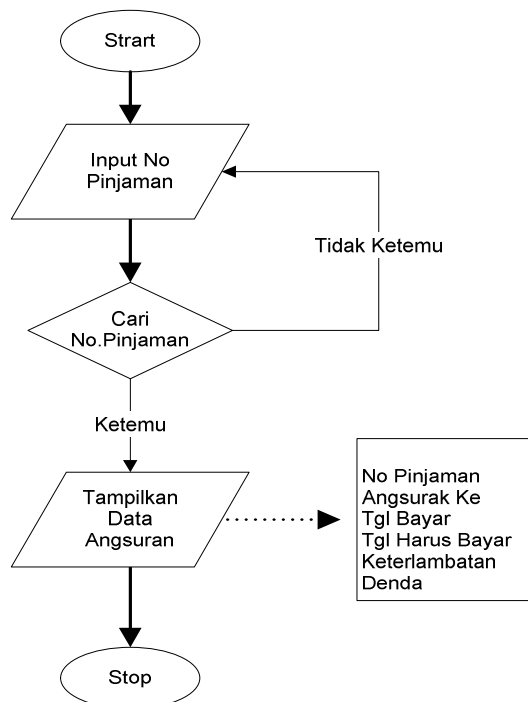 Strart
Input No
Pinjaman
Tidak Ketemu
Cari
No.Pinjaman
Ketemu
Tampilkan
Data
Angsuran
No Pinjaman
Angsurak Ke
Tgl Bayar
Tgl Harus Bayar
Keterlambatan
Denda
Stop